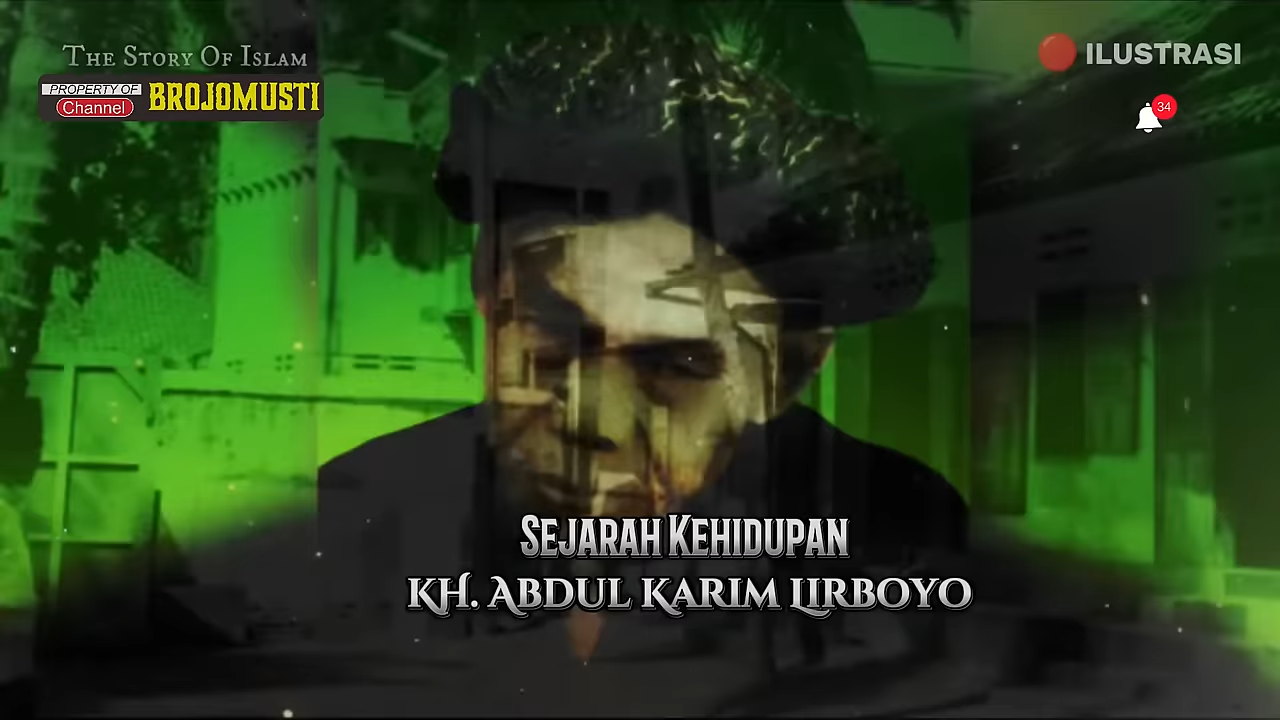 The Story Of Islam
PROPERTY OF
Channel
BROJOMUSTI
ILUSTRASI
34
Sejarah Kehidupan
KH. Abdul Karim Lirboyo